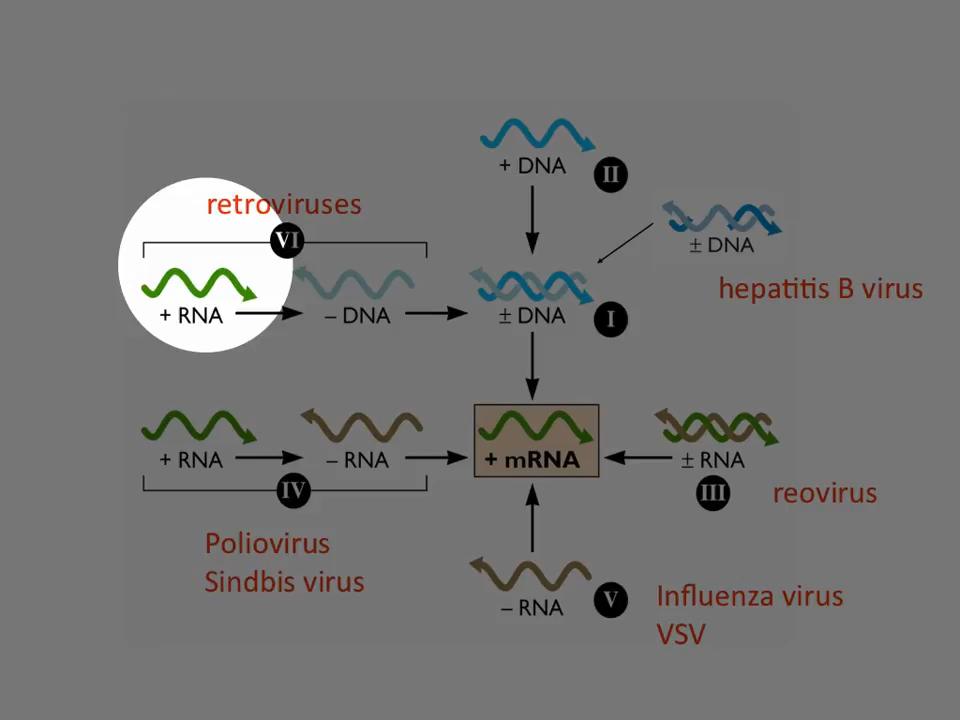 + DNA
II
retroviruses
VI
± DNA
hepatitis B virus
+ RNA
– DNA
± DNA
I
+ RNA
– RNA
+ mRNA
± RNA
IV
III
reovirus
Poliovirus
Sindbis virus
– RNA
V
Influenza virus
VSV